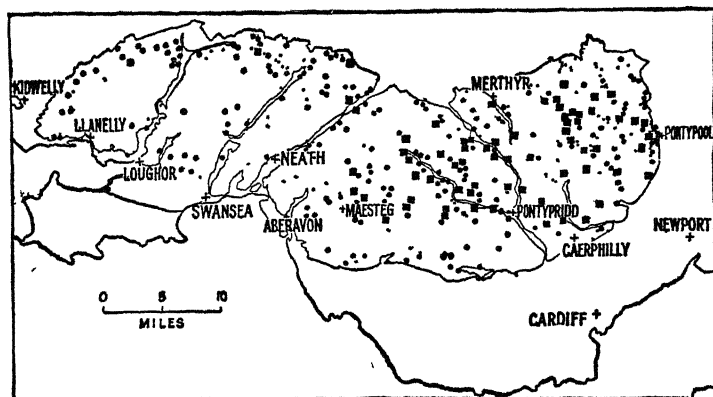 KIDWELLY
MERTHYR
LLANELLY
PONTYPOOL
LOUGHOR
NEATH
SWANSEA
MAESTEG
PONTYPRIDD
ABERAVON
NEWPORT
CAERPHILLY
0 5 10
MILES
CARDIFF